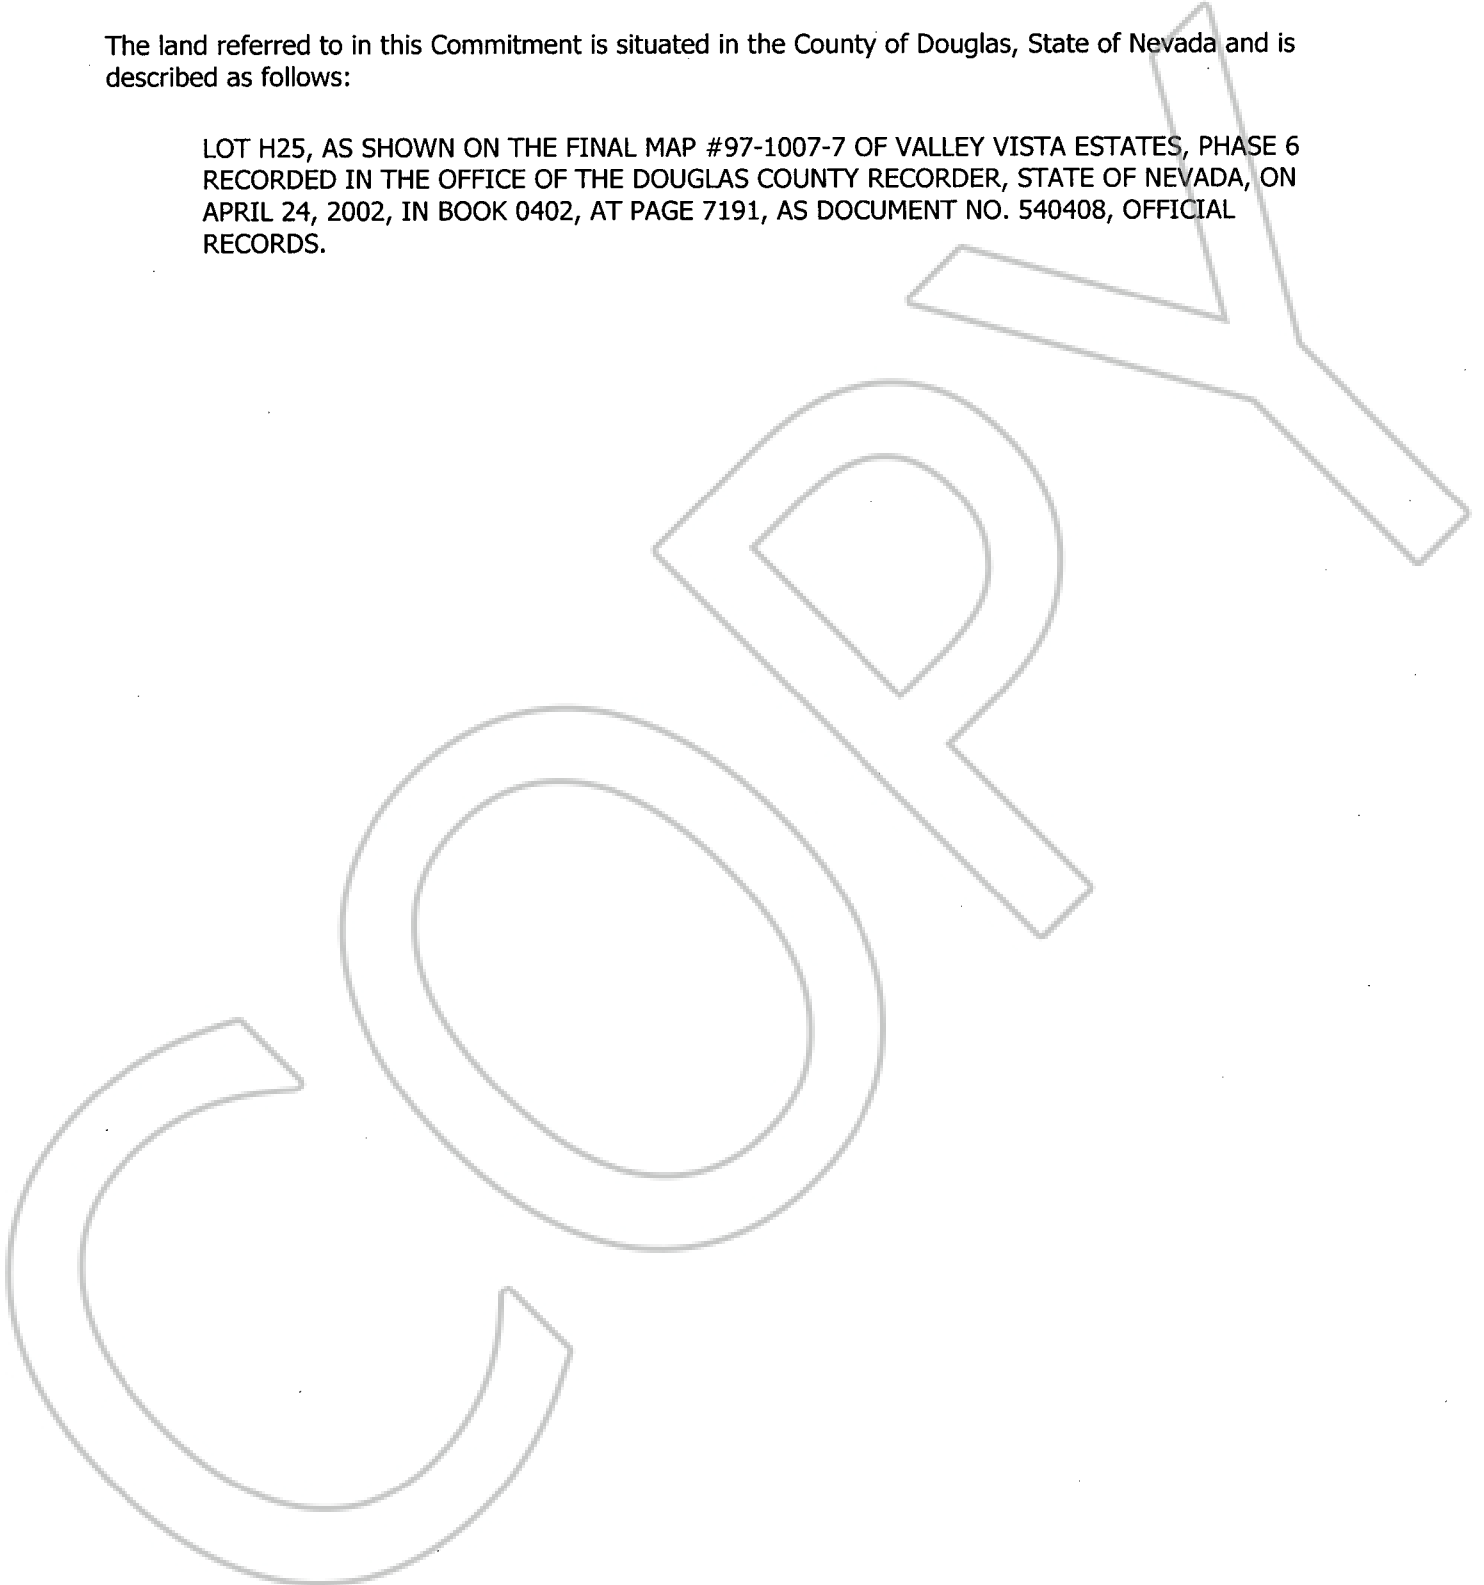 The land referred to in this Commitment is situated in the County of Douglas, State of Nevada and is
described as follows:
LOT H25, AS SHOWN ON THE FINAL MAP #97-1007-7 OF VALLEY VISTA ESTATES, PHASE 6
RECORDED IN THE OFFICE OF THE DOUGLAS COUNTY RECORDER, STATE OF NEVADA, ON
APRIL 24, 2002, IN BOOK 0402, AT PAGE 7191, AS DOCUMENT NO. 540408, OFFICIAL
RECORDS.
COPY